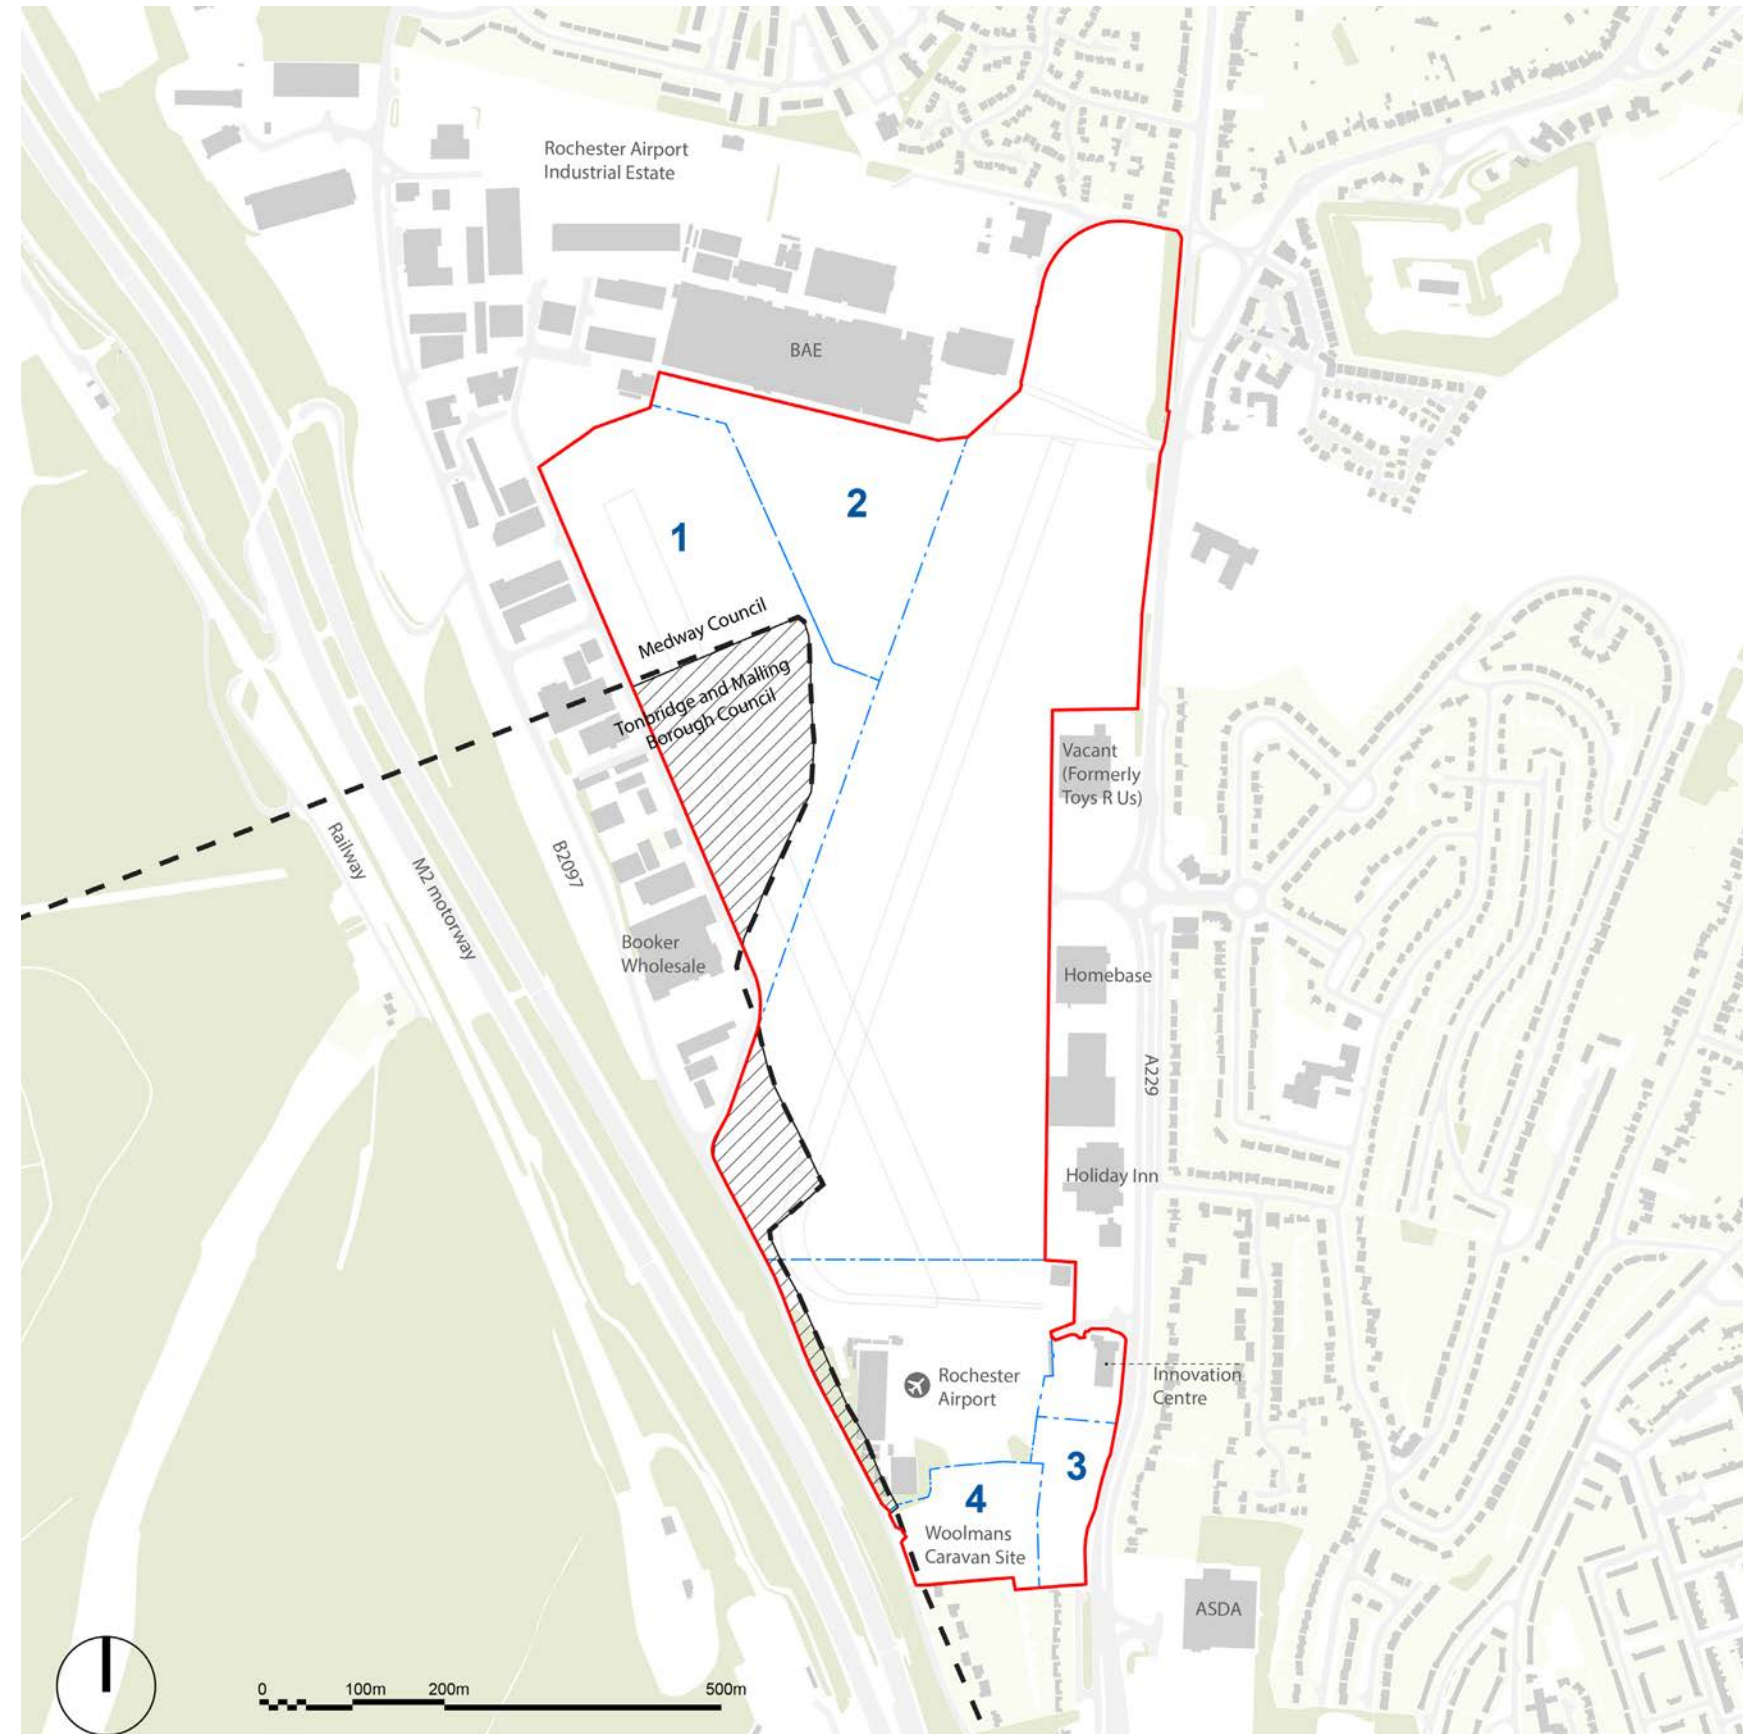 Rochester Airport
Industrial Estate
BAE
2
1
Medway Council
Tonbridge and Malling
Borough Council
Vacant
(Formerly
Toys R Us)
Railway
M2 motorway
B2097
Booker
Wholesale
Homebase
A229
Holiday Inn
Rochester
Airport
Innovation
Centre
3
4
Woolmans
Caravan Site
ASDA
0 100m 200m 500m